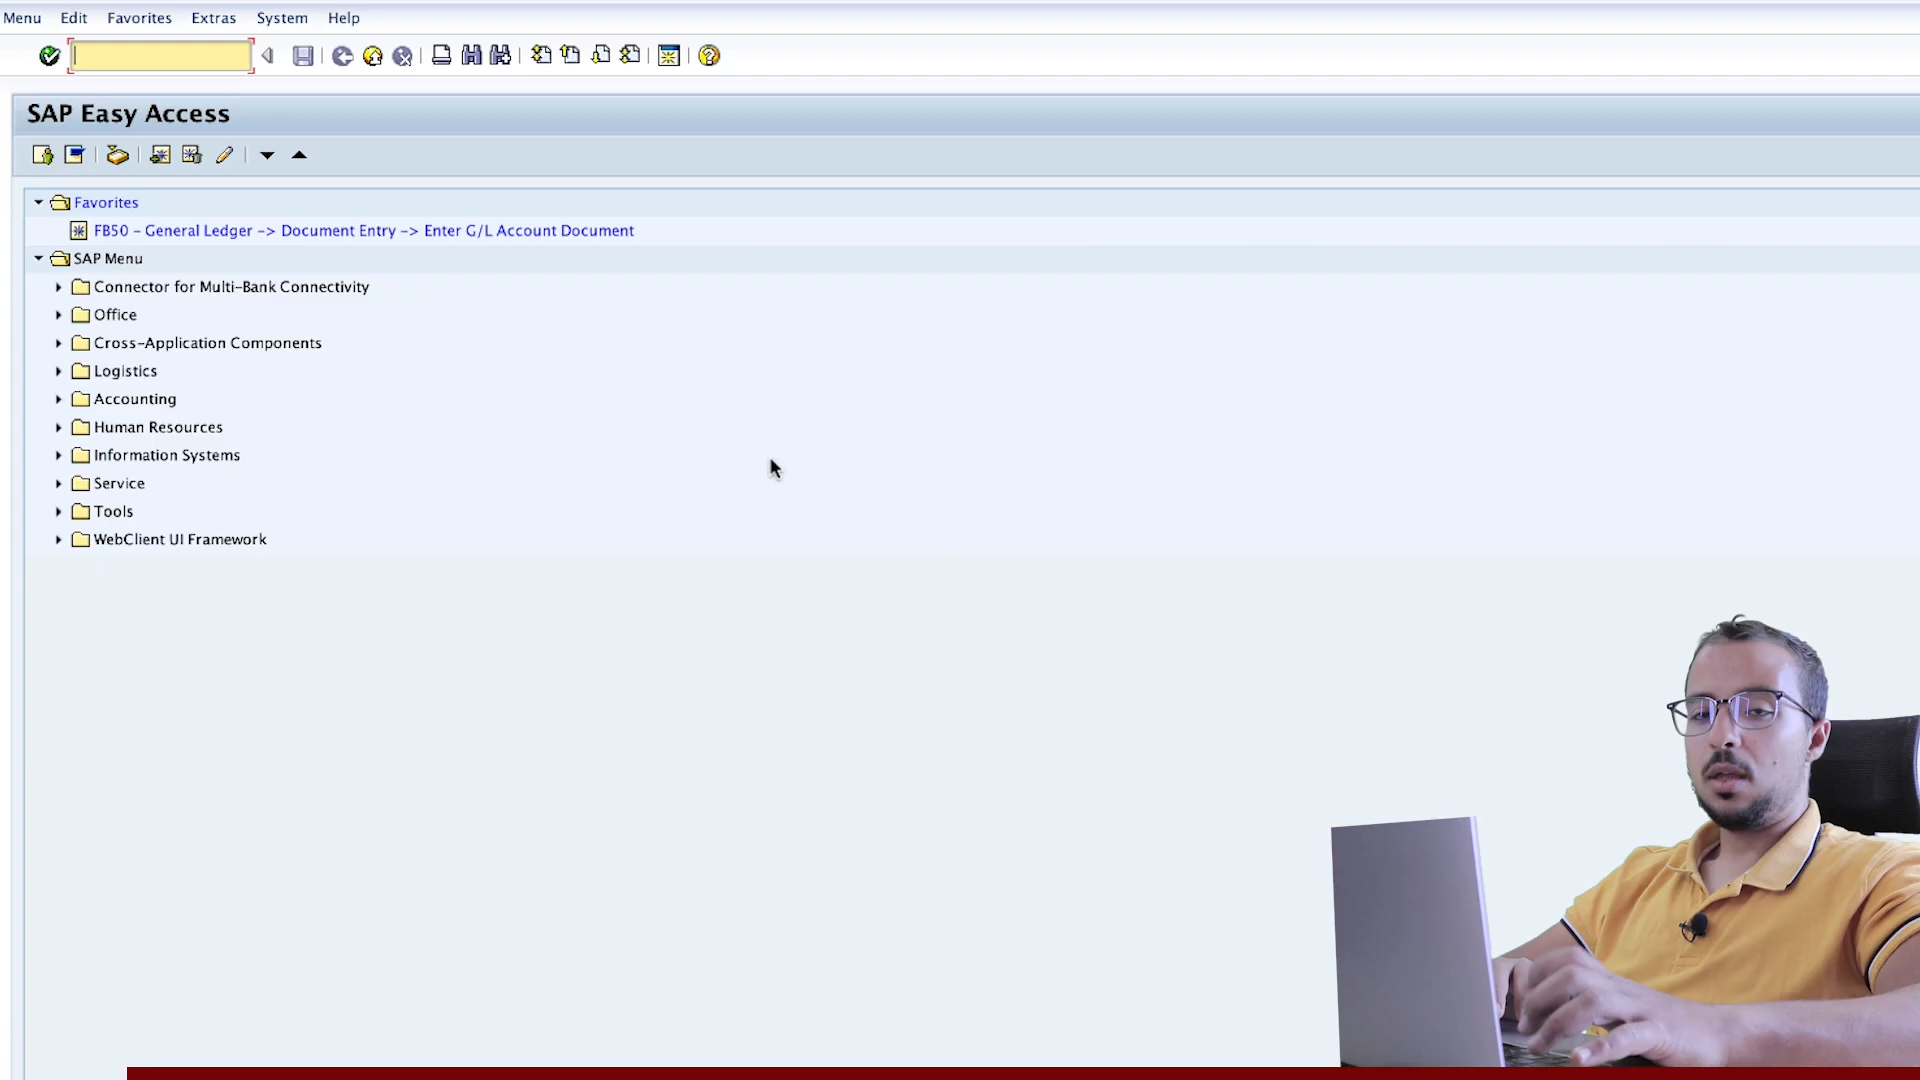 Menu Edit Favorites Extras System Help
SAP Easy Access
Favorites
FB50 – General Ledger –> Document Entry –> Enter G/L Account Document
SAP Menu
Connector for Multi-Bank Connectivity
Office
Cross-Application Components
Logistics
Accounting
Human Resources
Information Systems
Service
Tools
WebClient UI Framework